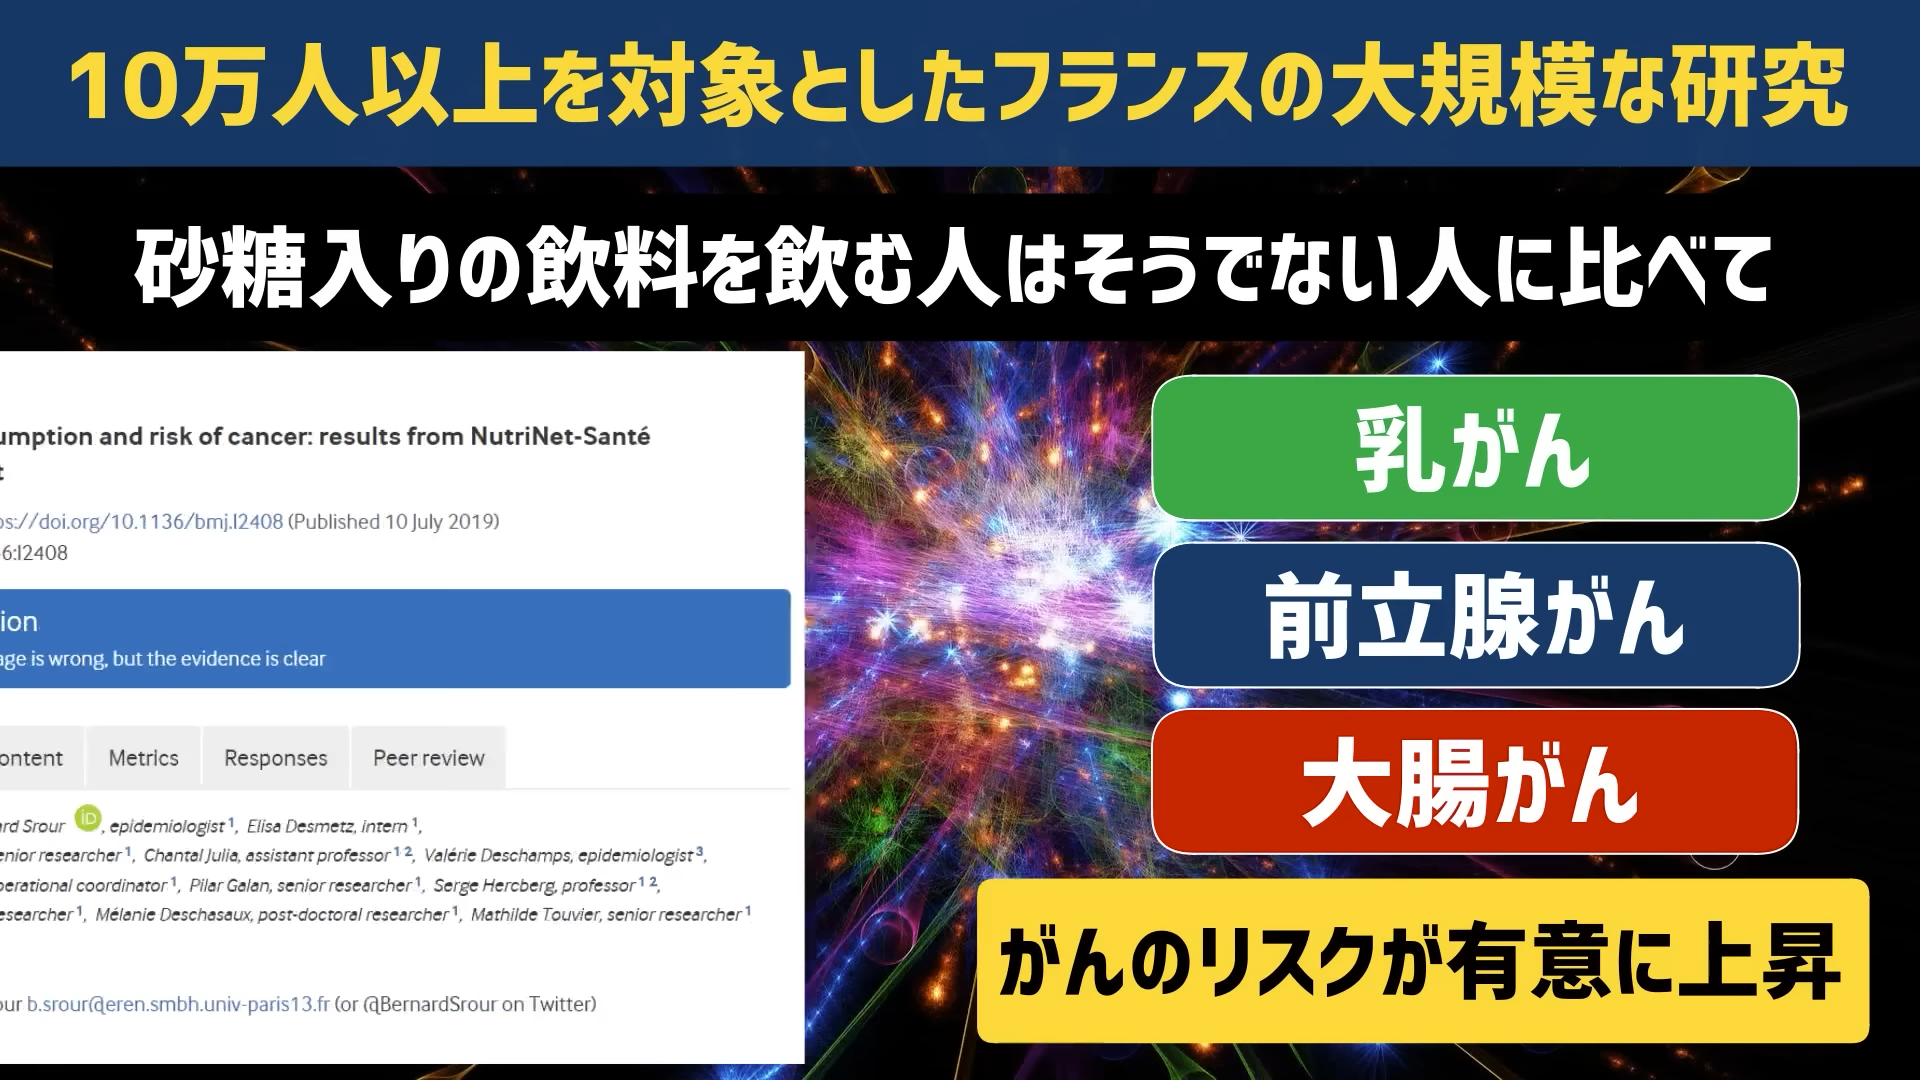 10万人以上を対象としたフランスの大規模な研究
砂糖入りの飲料を飲む人はそうでない人に比べて
umption and risk of cancer: results from NutriNet-Santé
t
ps://doi.org/10.1136/bmj.l2408 (Published 10 July 2019)
6:l2408
ion
age is wrong, but the evidence is clear
ontent Metrics Responses Peer review
ard Srour iD, epidemiologist 1, Elisa Desmetz, intern 1,
enior researcher 1, Chantal Julia, assistant professor 1 2, Valérie Deschamps, epidemiologist 3,
perational coordinator 1, Pilar Galan, senior researcher 1, Serge Hercberg, professor 1 2,
esearcher 1, Mélanie Deschasaux, post-doctoral researcher 1, Mathilde Touvier, senior researcher 1
our b.srour@eren.smbh.univ-paris13.fr (or @BernardSrour on Twitter)
乳がん
前立腺がん
大腸がん
がんのリスクが有意に上昇